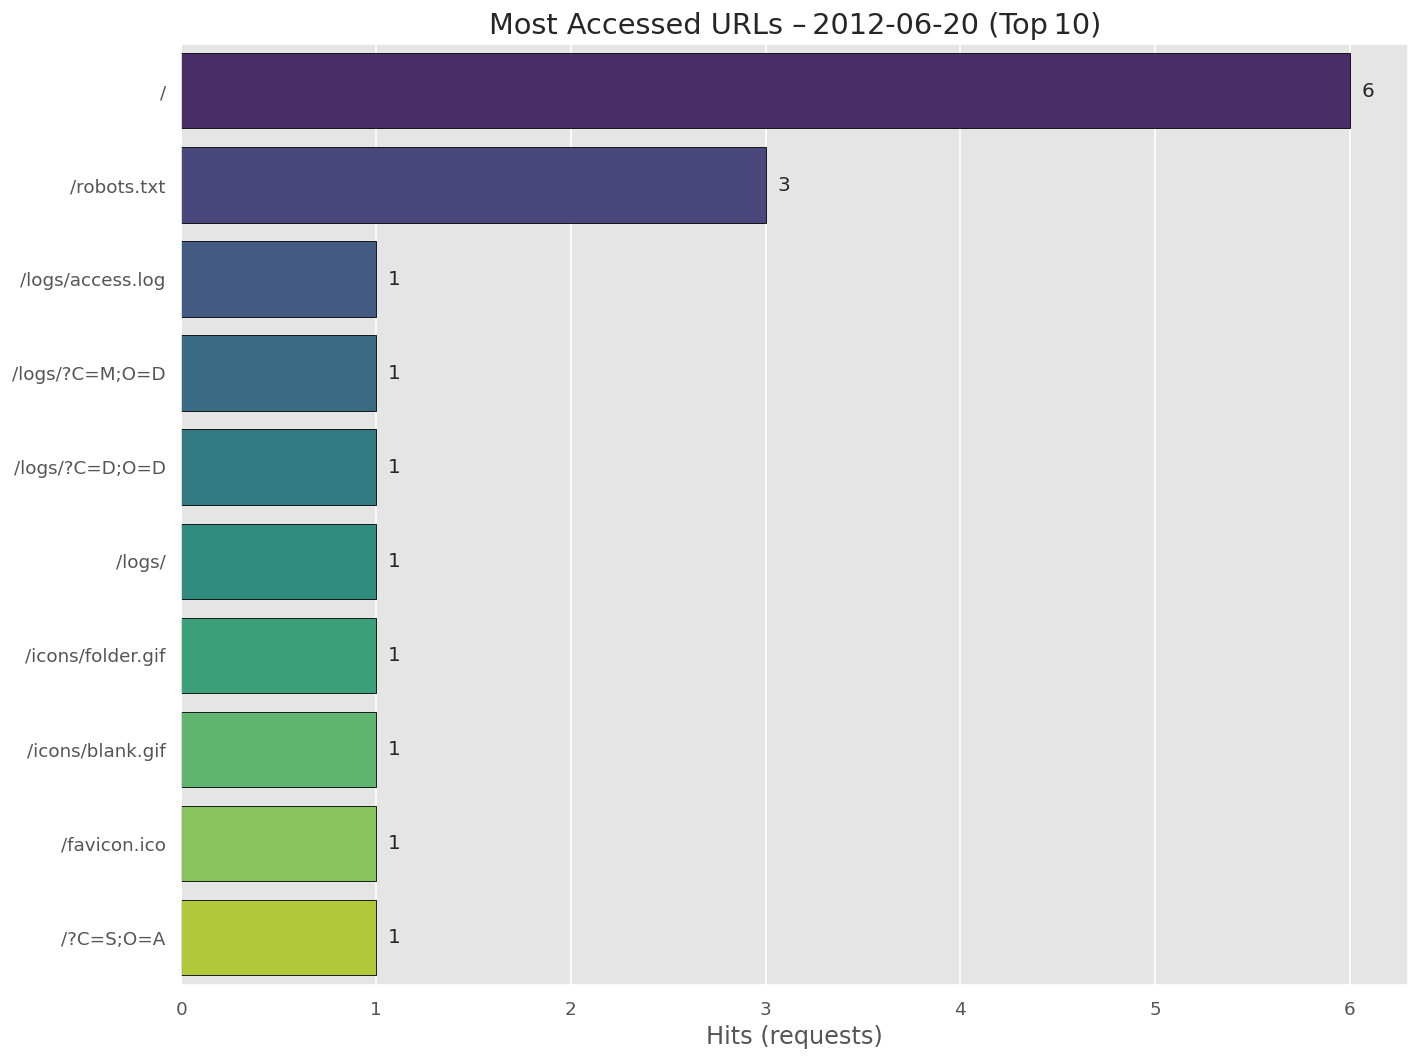 Most Accessed URLs – 2012-06-20 (Top 10)
/ 6
/robots.txt 3
/logs/access.log 1
/logs/?C=M;O=D 1
/logs/?C=D;O=D 1
/logs/ 1
/icons/folder.gif 1
/icons/blank.gif 1
/favicon.ico 1
/?C=S;O=A 1
0 1 2 3 4 5 6
Hits (requests)